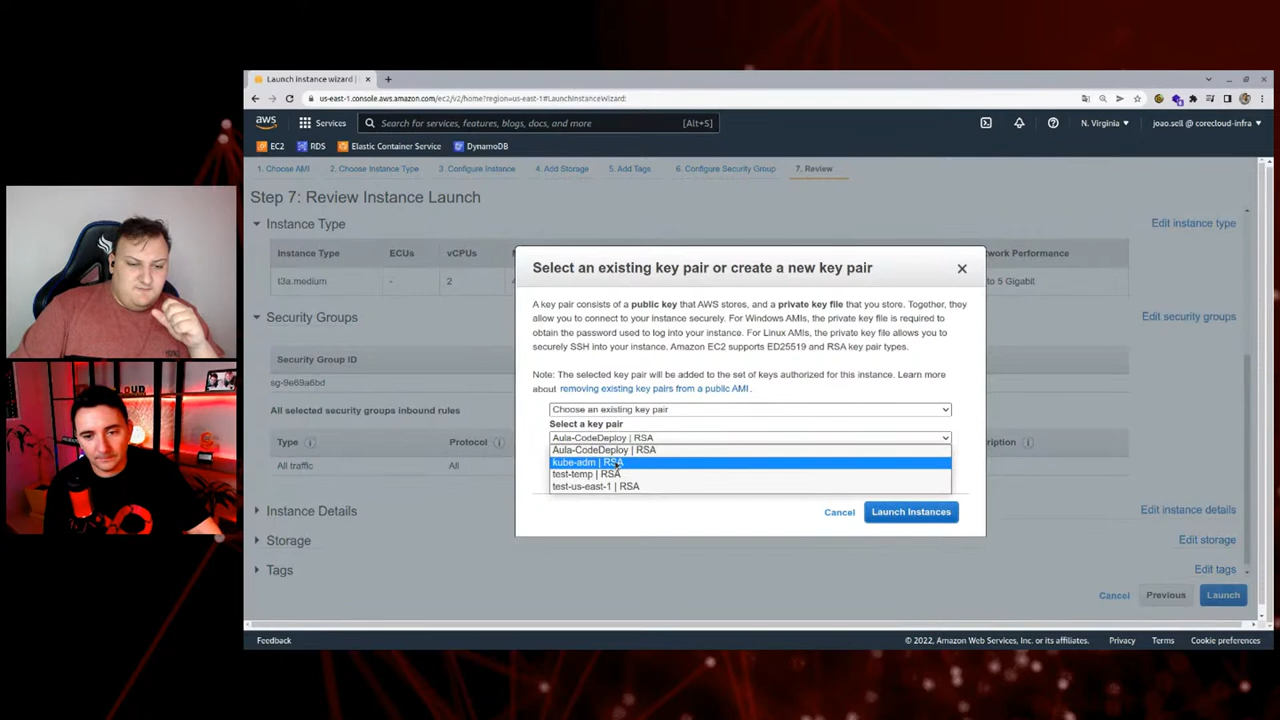 Launch instance wizard |
us-east-1.console.aws.amazon.com/ec2/v2/home?region=us-east-1#LaunchInstanceWizard:
aws
Services
Search for services, features, blogs, docs, and more
[Alt+S]
N. Virginia
joao.sell @ corecloud-infra
EC2
RDS
Elastic Container Service
DynamoDB
1. Choose AMI
2. Choose Instance Type
3. Configure Instance
4. Add Storage
5. Add Tags
6. Configure Security Group
7. Review
Step 7: Review Instance Launch
Instance Type
Edit instance type
Instance Type
ECUs
vCPUs
Performance
t3a.medium
-
2
to 5 Gigabit
Security Groups
Edit security groups
Security Group ID
sg-9e69a6bd
All selected security groups inbound rules
Type
Protocol
All traffic
All
Instance Details
Edit instance details
Storage
Edit storage
Tags
Edit tags
Select an existing key pair or create a new key pair
A key pair consists of a public key that AWS stores, and a private key file that you store. Together, they
allow you to connect to your instance securely. For Windows AMIs, the private key file is required to
obtain the password used to log into your instance. For Linux AMIs, the private key file allows you to
securely SSH into your instance. Amazon EC2 supports ED25519 and RSA key pair types.
Note: The selected key pair will be added to the set of keys authorized for this instance. Learn more
about removing existing key pairs from a public AMI.
Choose an existing key pair
Select a key pair
Aula-CodeDeploy | RSA
Aula-CodeDeploy | RSA
kube-adm | RSA
test-temp | RSA
test-us-east-1 | RSA
Cancel
Launch Instances
Cancel
Previous
Launch
Feedback
© 2022, Amazon Web Services, Inc. or its affiliates.
Privacy
Terms
Cookie preferences